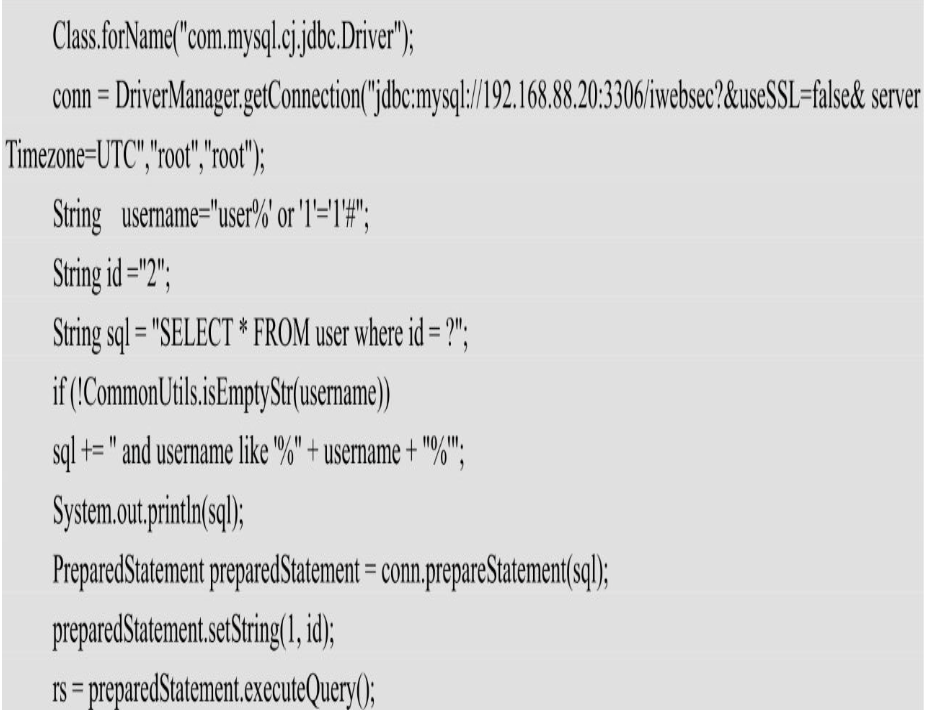 Class.forName("com.mysql.cj.jdbc.Driver");
conn = DriverManager.getConnection("jdbc:mysql://192.168.88.20:3306/iwebsec?&useSSL=false& server
Timezone=UTC","root","root");
String username="user%' or '1'='1'#";
String id ="2";
String sql = "SELECT * FROM user where id = ?";
if (!CommonUtils.isEmptyStr(username))
sql += " and username like '%" + username + "%'";
System.out.println(sql);
PreparedStatement preparedStatement = conn.prepareStatement(sql);
preparedStatement.setString(1, id);
rs = preparedStatement.executeQuery();